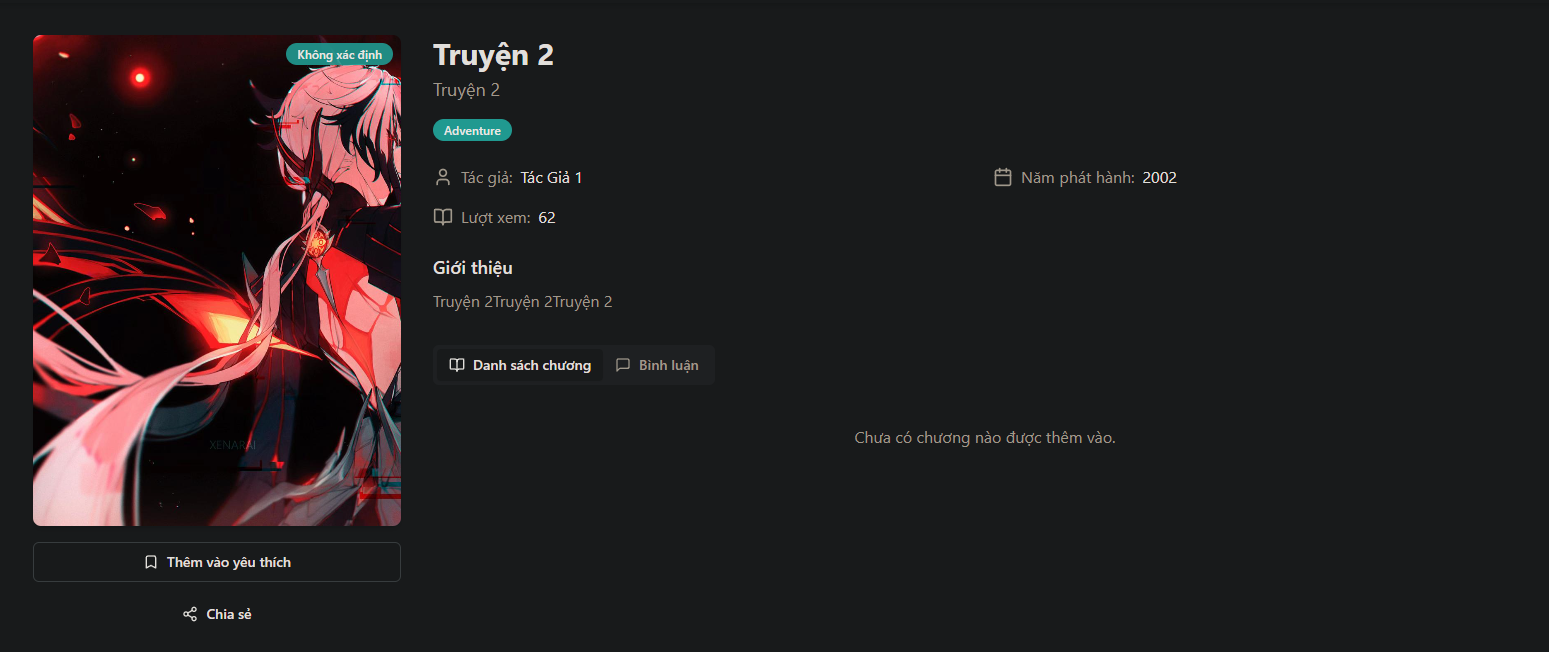 Không xác định
XENARAI
Thêm vào yêu thích
Chia sẻ
Truyện 2
Truyện 2
Adventure
Tác giả: Tác Giả 1
Năm phát hành: 2002
Lượt xem: 62
Giới thiệu
Truyện 2Truyện 2Truyện 2
Danh sách chương
Bình luận
Chưa có chương nào được thêm vào.